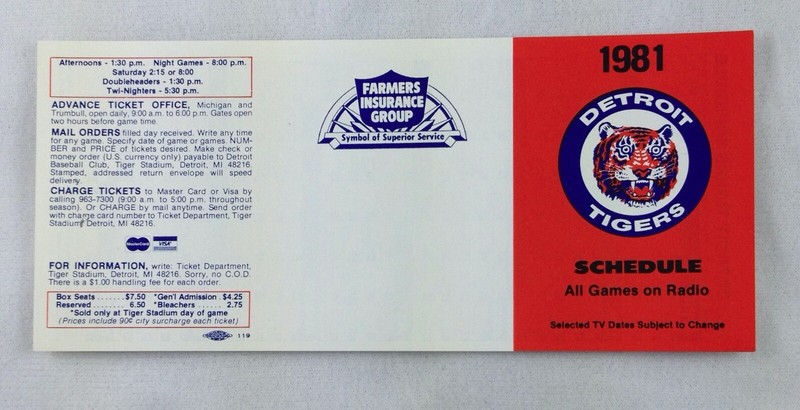 Afternoons - 1:30 p.m. Night Games - 8:00 p.m.
Saturday 2:15 or 8:00
Doubleheaders - 1:30 p.m.
Twi-Nighters - 5:30 p.m.
ADVANCE TICKET OFFICE, Michigan and
Trumbull, open daily, 9:00 a.m. to 6:00 p.m. Gates open
two hours before game time.
MAIL ORDERS filled day received. Write any time
for any game. Specify date of game or games. NUM-
BER and PRICE of tickets desired. Make check or
money order (U.S. currency only) payable to Detroit
Baseball Club, Tiger Stadium, Detroit, MI 48216.
Stamped, addressed return envelope will speed
delivery.
CHARGE TICKETS to Master Card or Visa by
calling 963-7300 (9:00 a.m. to 5:00 p.m. throughout
season). Or CHARGE by mail anytime. Send order
with charge card number to Ticket Department, Tiger
Stadium, Detroit, MI 48216.
MasterCard VISA
FOR INFORMATION, write: Ticket Department,
Tiger Stadium, Detroit, MI 48216. Sorry, no C.O.D.
There is a $1.00 handling fee for each order.
Box Seats.......$7.50 *Gen'l Admission . $4.25
Reserved........ 6.50 *Bleachers ...... 2.75
*Sold only at Tiger Stadium day of game
(Prices include 90¢ city surcharge each ticket)
119
FARMERS
INSURANCE
GROUP
Symbol of Superior Service
1981
DETROIT
TIGERS
SCHEDULE
All Games on Radio
Selected TV Dates Subject to Change